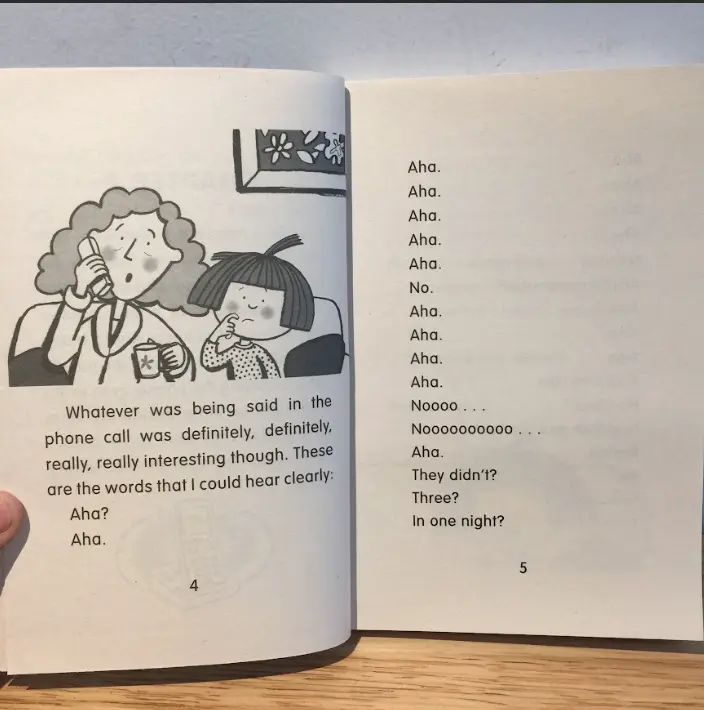 Whatever was being said in the
phone call was definitely, definitely,
really, really interesting though. These
are the words that I could hear clearly:
Aha?
Aha.
4
Aha.
Aha.
Aha.
Aha.
Aha.
No.
Aha.
Aha.
Aha.
Aha.
Noooo . . .
Noooooooooo . . .
Aha.
They didn't?
Three?
In one night?
5